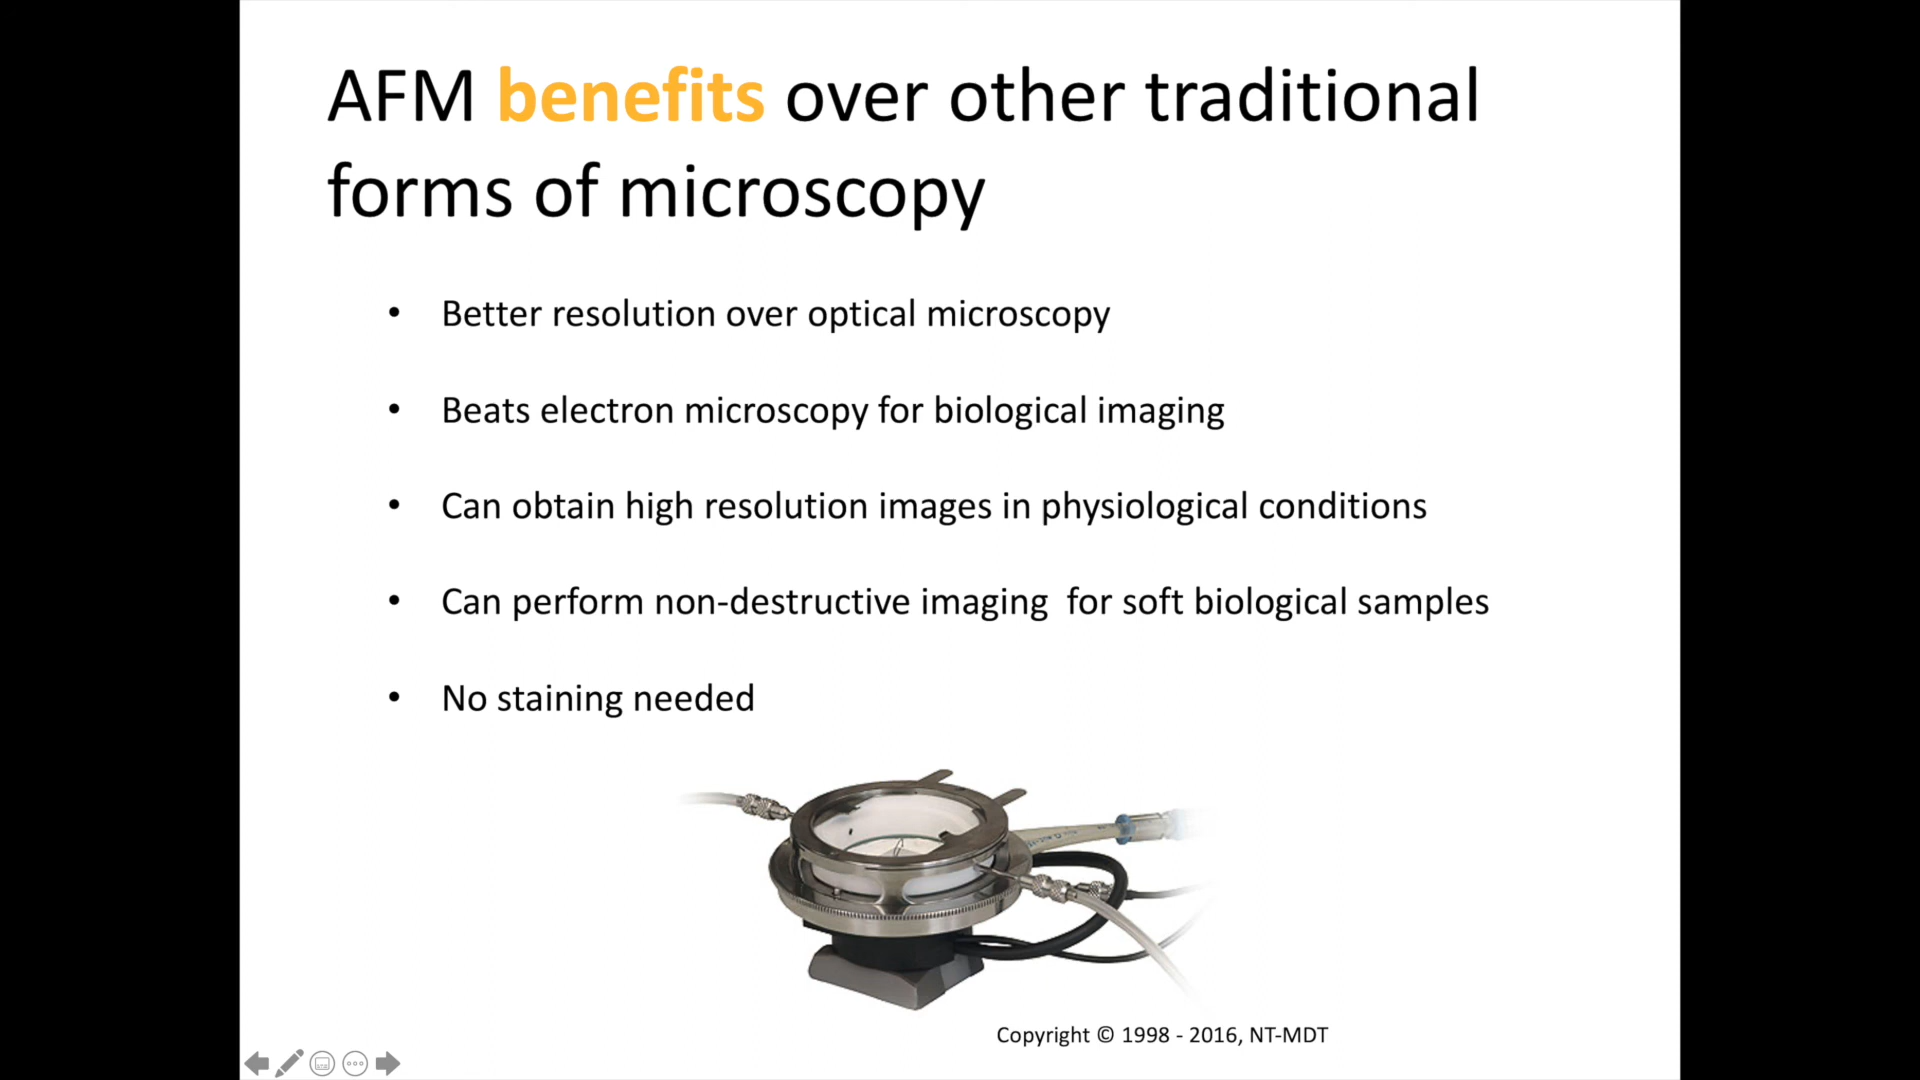 AFM benefits over other traditional
forms of microscopy
• Better resolution over optical microscopy
• Beats electron microscopy for biological imaging
• Can obtain high resolution images in physiological conditions
• Can perform non-destructive imaging  for soft biological samples
• No staining needed
Copyright © 1998 - 2016, NT-MDT